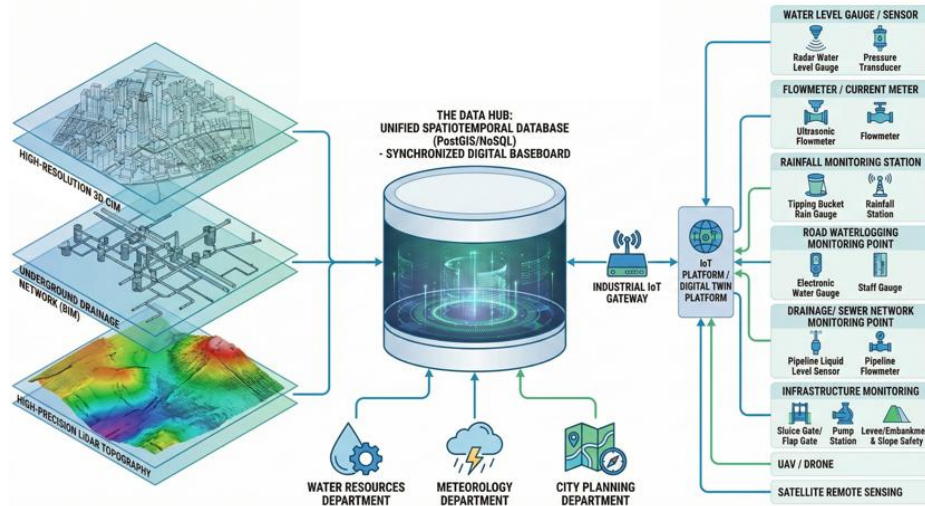 HIGH-RESOLUTION 3D CIM
UNDERGROUND DRAINAGE
NETWORK (BIM)
HIGH-PRECISION LiDAR TOPOGRAPHY
THE DATA HUB:
UNIFIED SPATIOTEMPORAL DATABASE
(PostGIS/NoSQL)
- SYNCHRONIZED DIGITAL BASEBOARD
WATER RESOURCES
DEPARTMENT
METEOROLOGY
DEPARTMENT
CITY PLANNING
DEPARTMENT
INDUSTRIAL IoT
GATEWAY
IoT
PLATFORM /
DIGITAL TWIN
PLATFORM
WATER LEVEL GAUGE / SENSOR
Radar Water
Level Gauge
Pressure
Transducer
FLOWMETER / CURRENT METER
Ultrasonic
Flowmeter
Flowmeter
RAINFALL MONITORING STATION
Tipping Bucket
Rain Gauge
Rainfall
Station
ROAD WATERLOGGING
MONITORING POINT
Electronic
Water Gauge
Staff Gauge
DRAINAGE/ SEWER NETWORK
MONITORING POINT
Pipeline Liquid
Level Sensor
Pipeline
Flowmeter
INFRASTRUCTURE MONITORING
Sluice Gate/
Flap Gate
Pump
Station
Levee/Embankme
& Slope Safety
UAV / DRONE
SATELLITE REMOTE SENSING